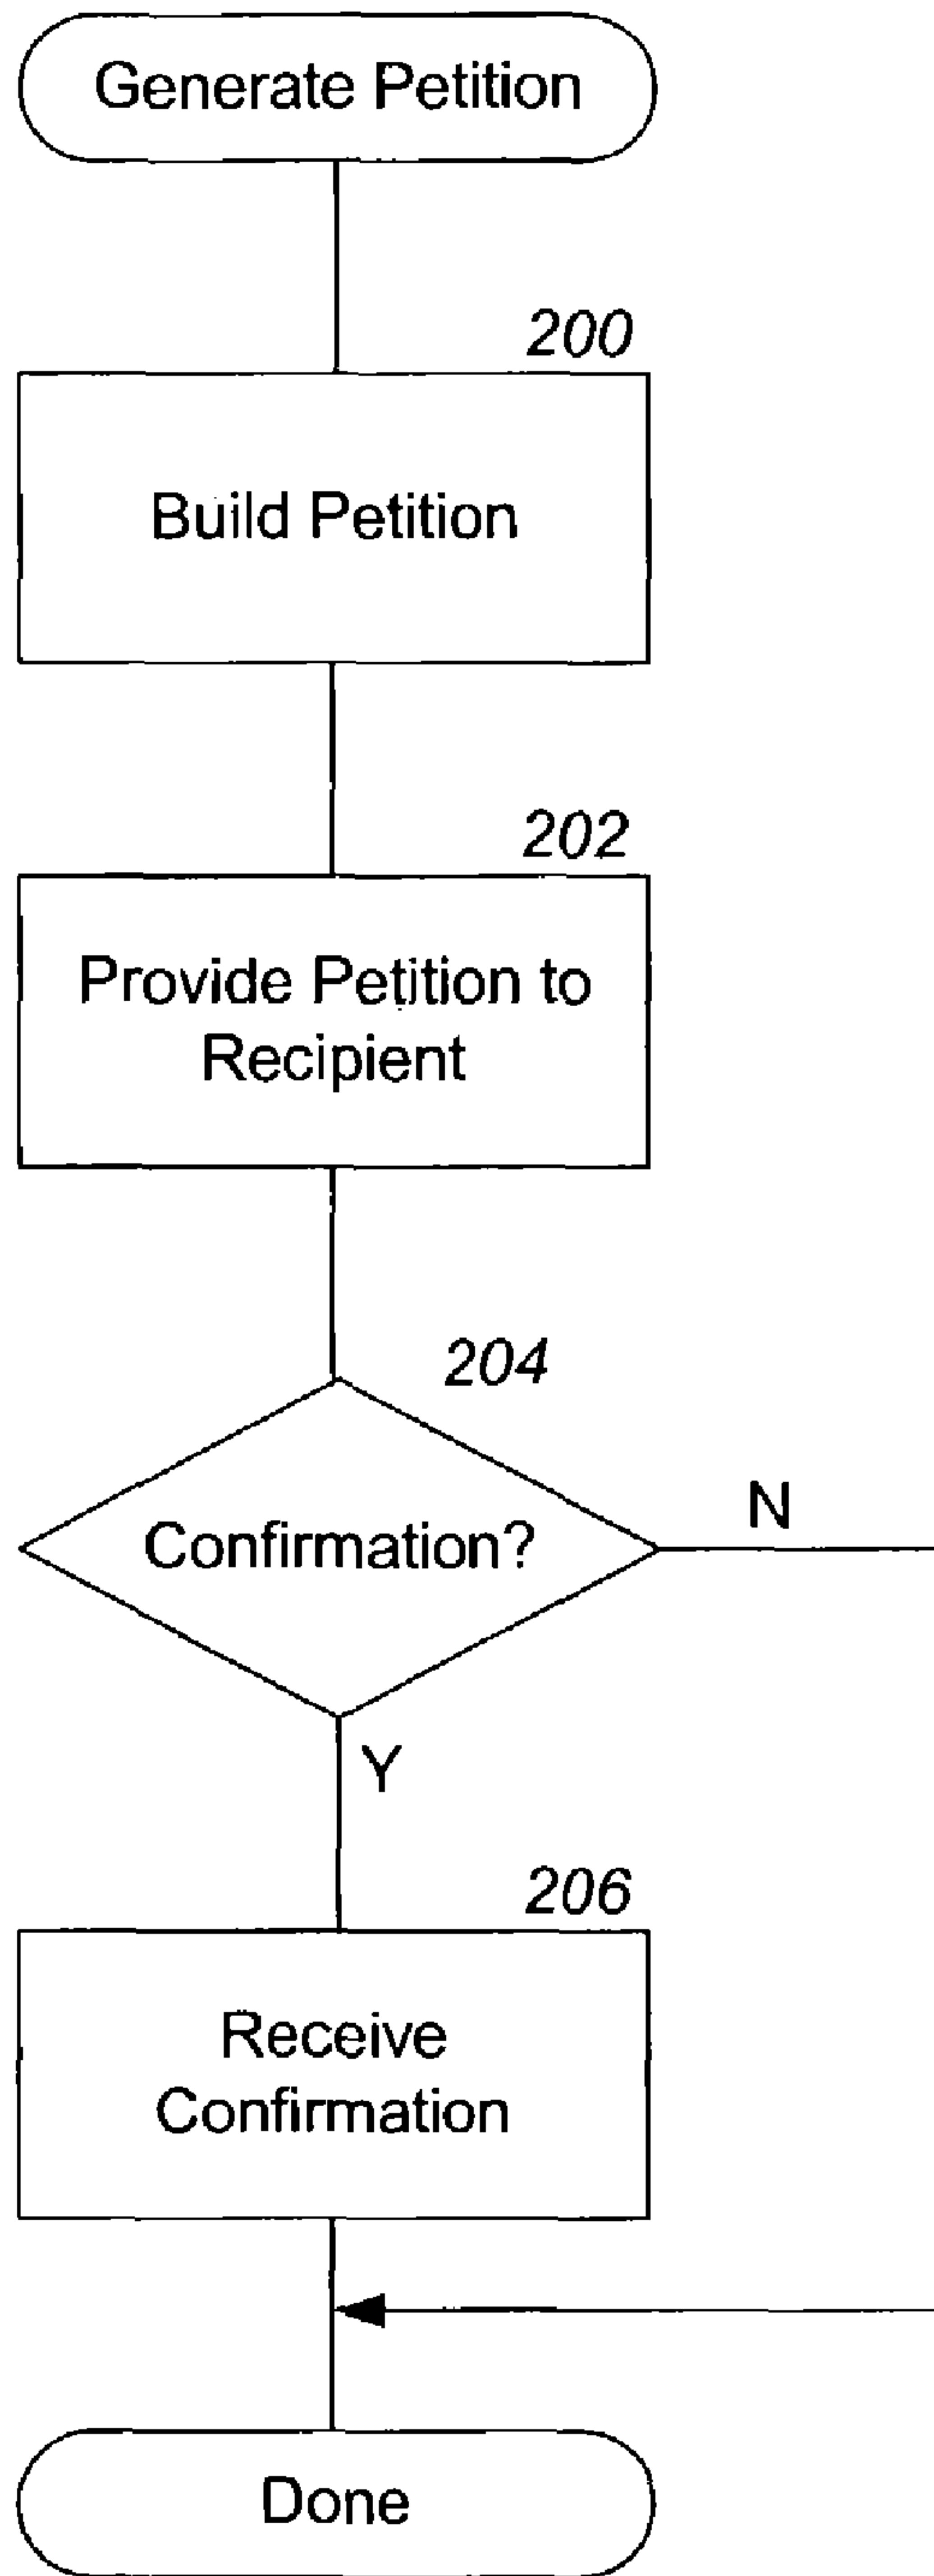 Generate Petition
200
Build Petition
202
Provide Petition to
Recipient
204
Confirmation?
N
Y
206
Receive
Confirmation
Done